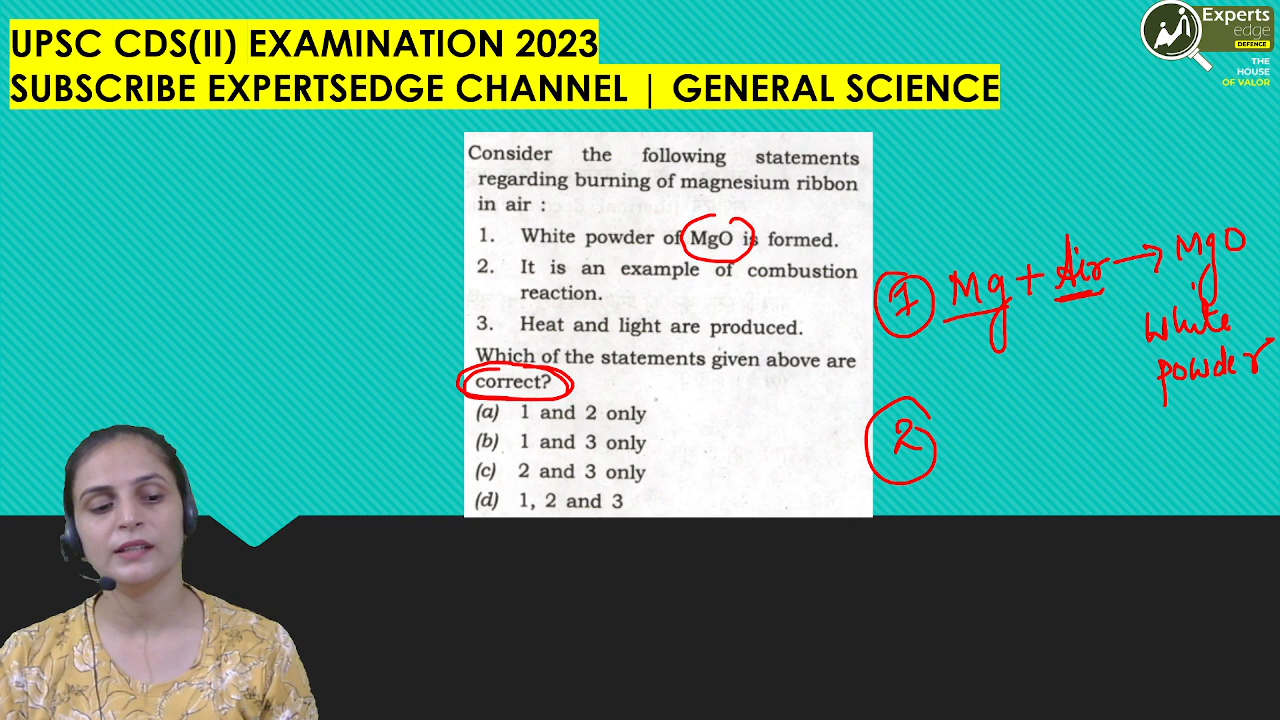 UPSC CDS(II) EXAMINATION 2023
SUBSCRIBE EXPERTSEDGE CHANNEL | GENERAL SCIENCE
Experts
edge
DEFENCE
THE
HOUSE
OF VALOR
Consider the following statements
regarding burning of magnesium ribbon
in air :
1. White powder of MgO is formed.
2. It is an example of combustion
reaction.
3. Heat and light are produced.
Which of the statements given above are
correct?
(a) 1 and 2 only
(b) 1 and 3 only
(c) 2 and 3 only
(d) 1, 2 and 3
1 Mg + Air → MgO
white
powder
2